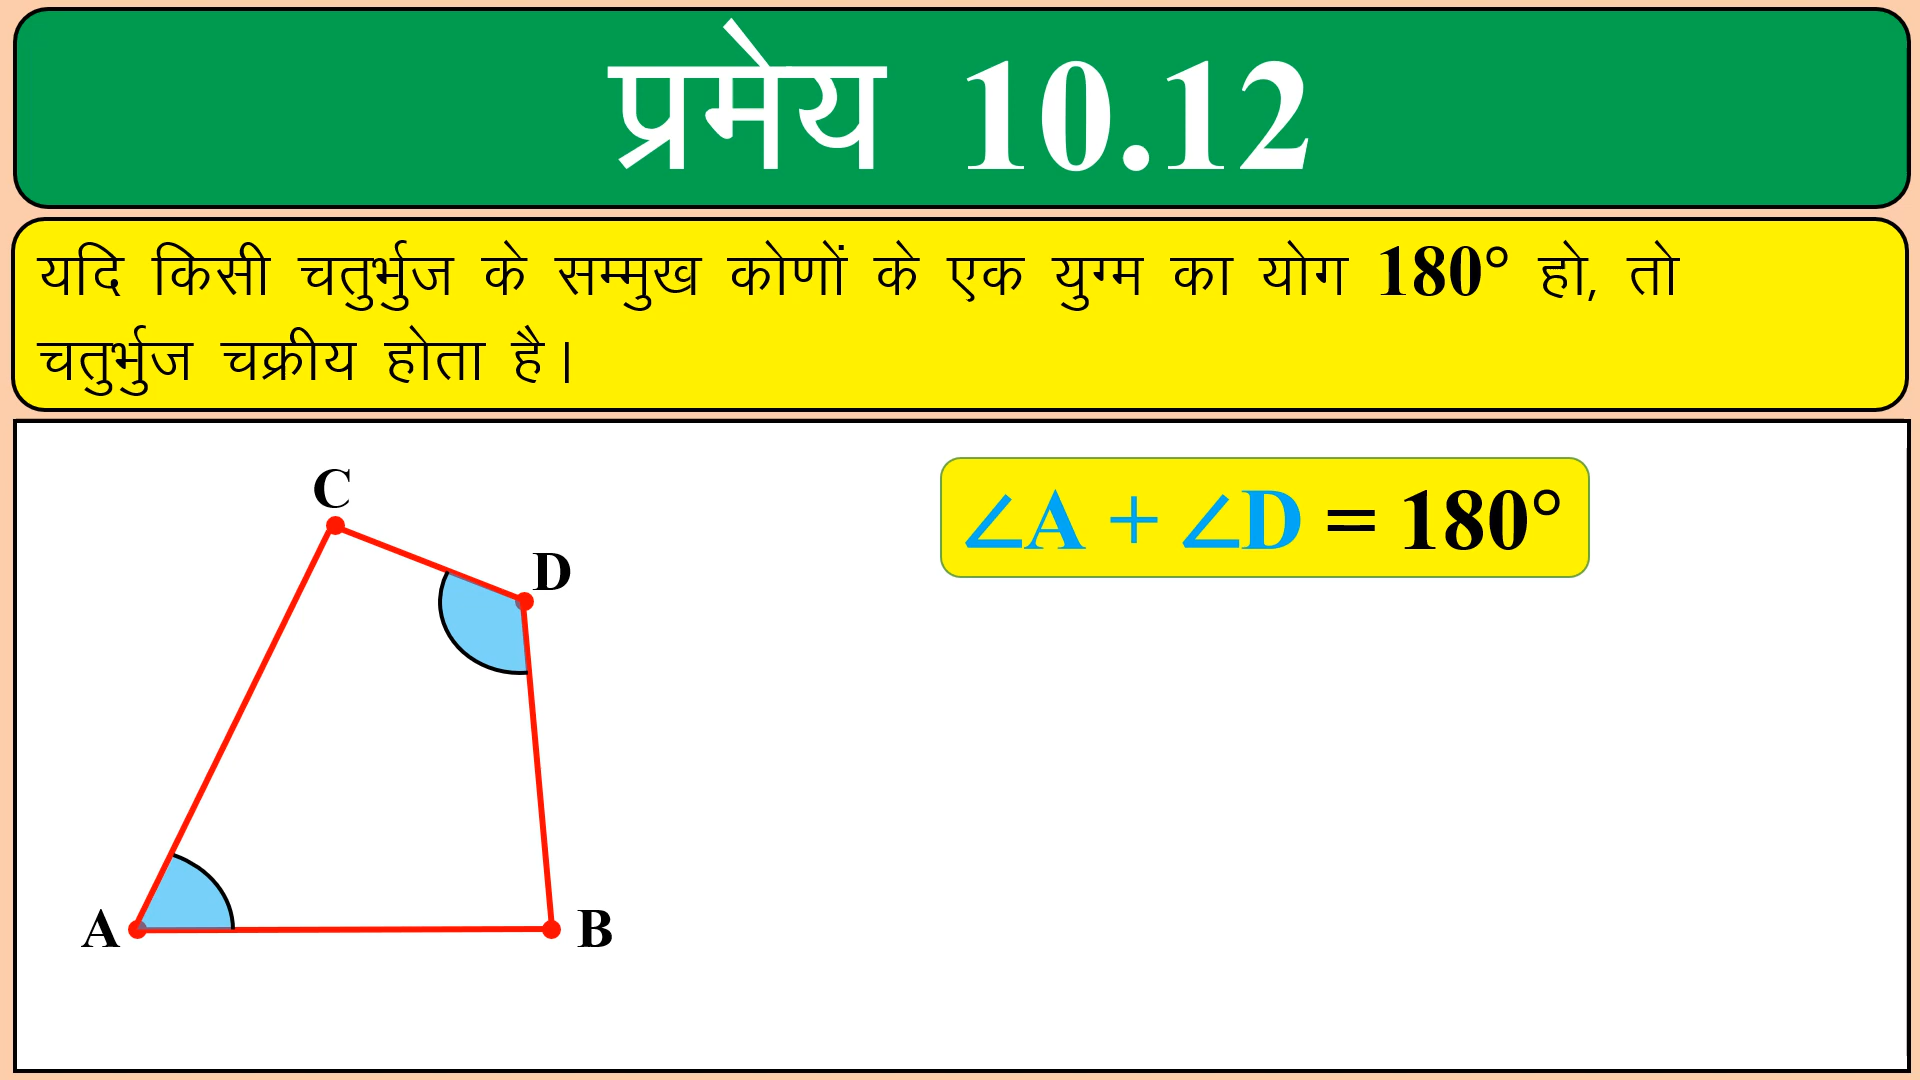 प्रमेय 10.12
यदि किसी चतुर्भुज के सम्मुख कोणों के एक युग्म का योग 180° हो, तो
चतुर्भुज चक्रीय होता है।
C
D
∠A + ∠D = 180°
A
B